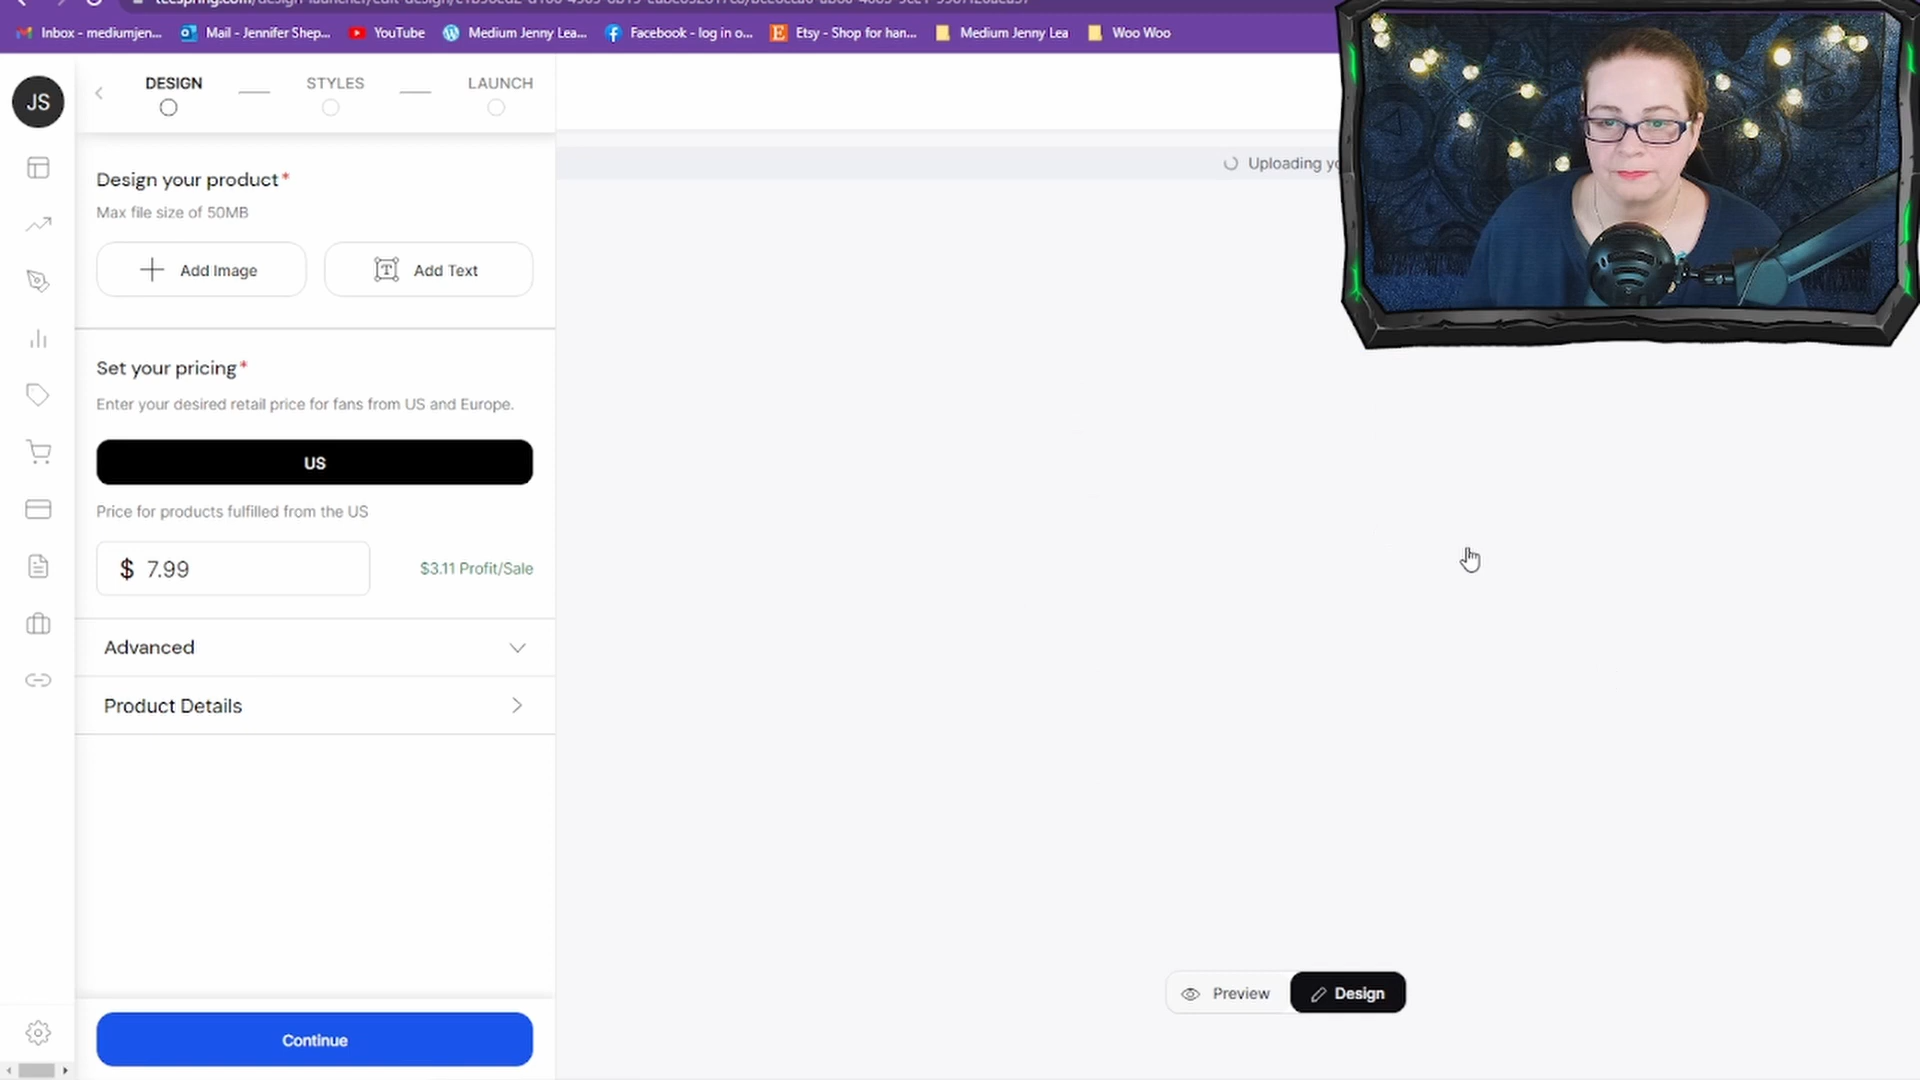 Inbox - mediumjen...
Mail - Jennifer Shep...
YouTube
Medium Jenny Lea...
Facebook - log in o...
Etsy - Shop for han...
Medium Jenny Lea
Woo Woo
JS
DESIGN
STYLES
LAUNCH
Uploading
Design your product*
Max file size of 50MB
Add Image
Add Text
Set your pricing*
Enter your desired retail price for fans from US and Europe.
US
Price for products fulfilled from the US
$ 7.99
$3.11 Profit/Sale
Advanced
Product Details
Preview
Design
Continue